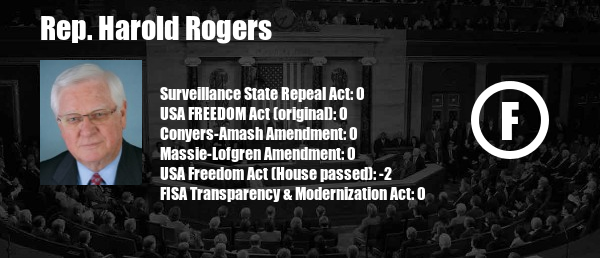 Rep. Harold Rogers
Surveillance State Repeal Act: 0
USA FREEDOM Act (original): 0
Conyers-Amash Amendment: 0
Massie-Lofgren Amendment: 0
USA Freedom Act (House passed): -2
FISA Transparency & Modernization Act: 0
F